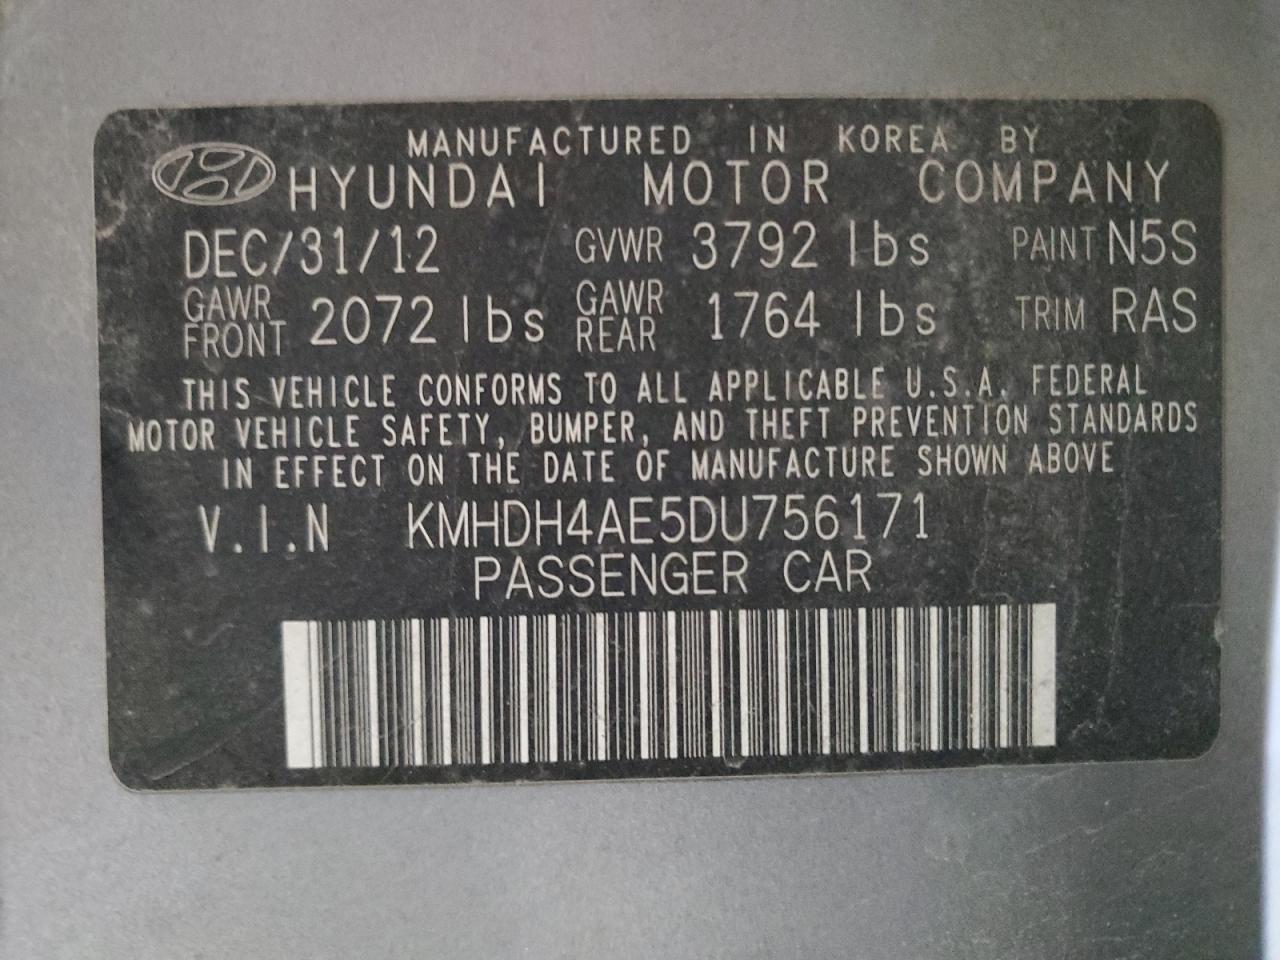 MANUFACTURED IN KOREA BY
HYUNDAI MOTOR COMPANY
DEC/31/12 GVWR 3792 lbs PAINT N5S
GAWR FRONT 2072 lbs GAWR REAR 1764 lbs TRIM RAS
THIS VEHICLE CONFORMS TO ALL APPLICABLE U.S.A. FEDERAL
MOTOR VEHICLE SAFETY, BUMPER, AND THEFT PREVENTION STANDARDS
IN EFFECT ON THE DATE OF MANUFACTURE SHOWN ABOVE
V.I.N KMHDH4AE5DU756171
PASSENGER CAR